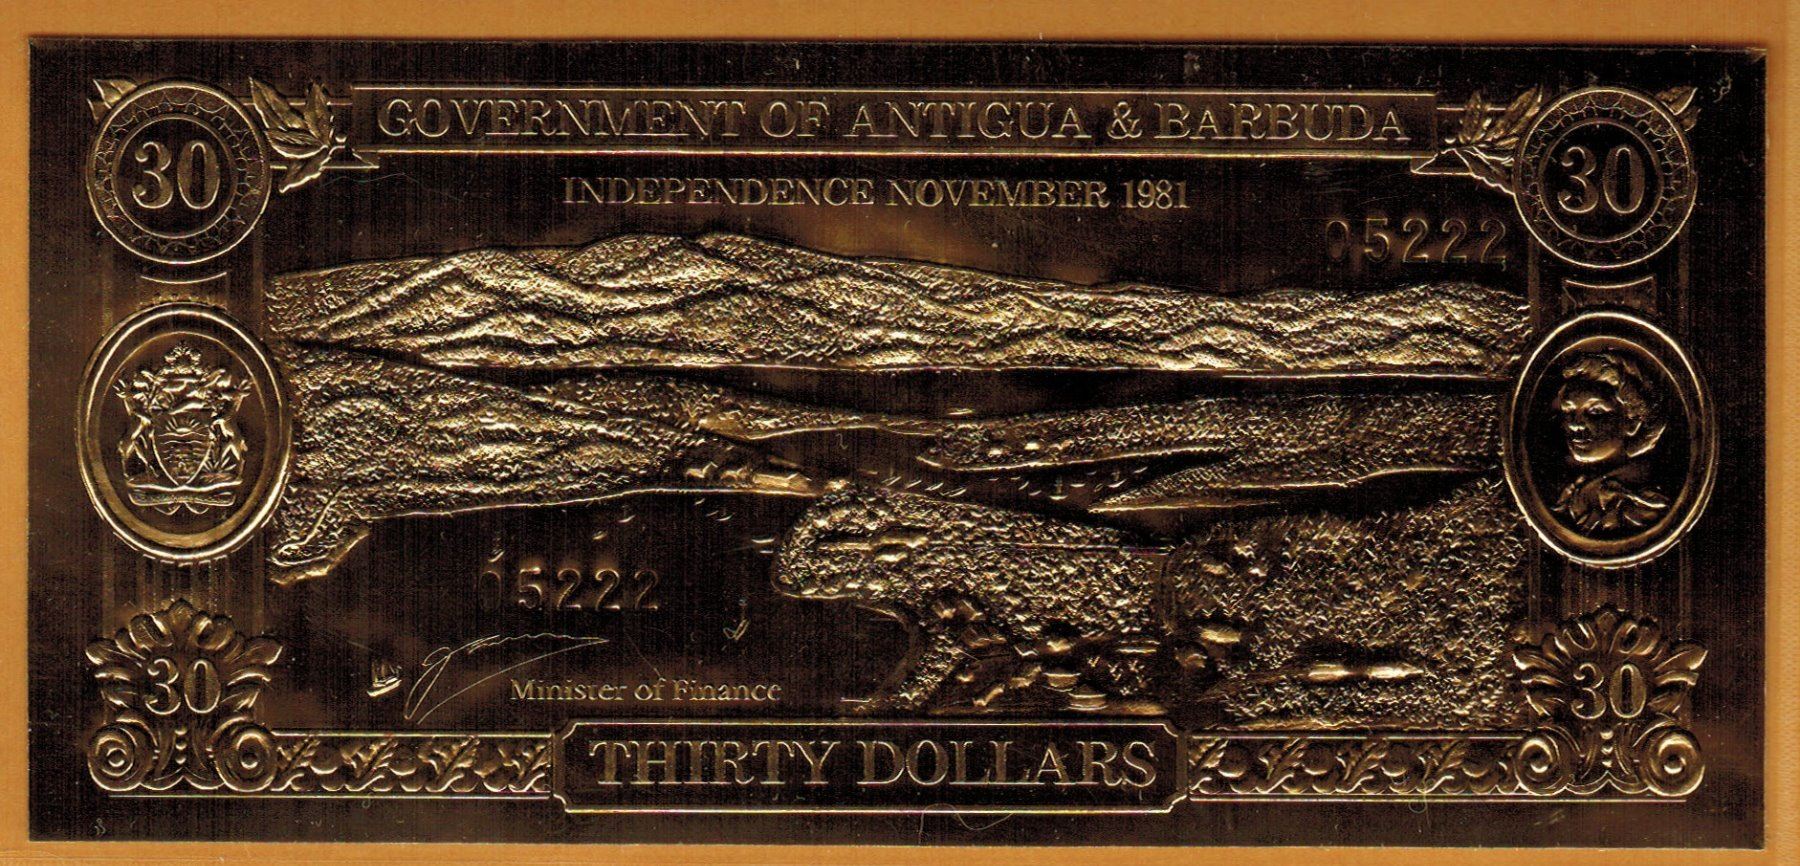 30
GOVERNMENT OF ANTIGUA & BARBUDA
30
INDEPENDENCE NOVEMBER 1981
05222
05222
Minister of Finance
30
THIRTY DOLLARS
30